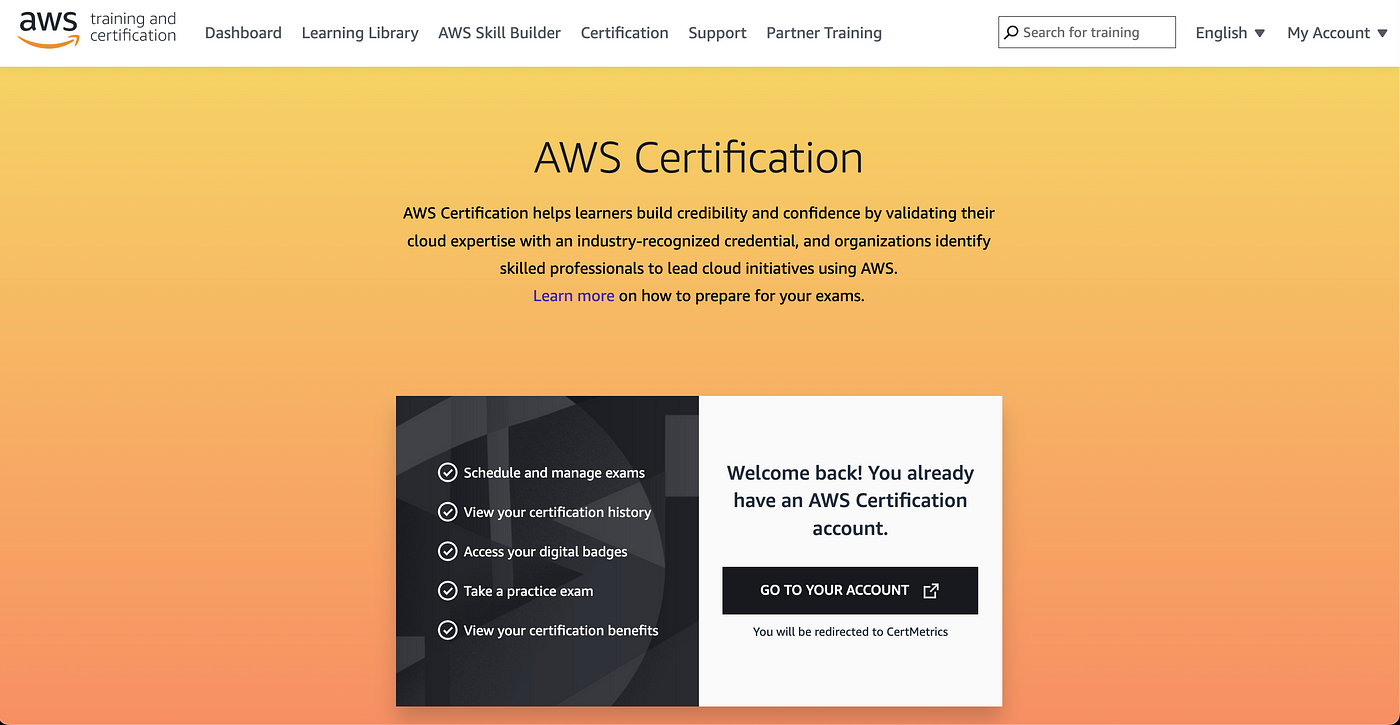 aws training and
certification
Dashboard Learning Library AWS Skill Builder Certification Support Partner Training Search for training English My Account
AWS Certification
AWS Certification helps learners build credibility and confidence by validating their
cloud expertise with an industry-recognized credential, and organizations identify
skilled professionals to lead cloud initiatives using AWS.
Learn more on how to prepare for your exams.
Schedule and manage exams
View your certification history
Access your digital badges
Take a practice exam
View your certification benefits
Welcome back! You already
have an AWS Certification
account.
GO TO YOUR ACCOUNT
You will be redirected to CertMetrics